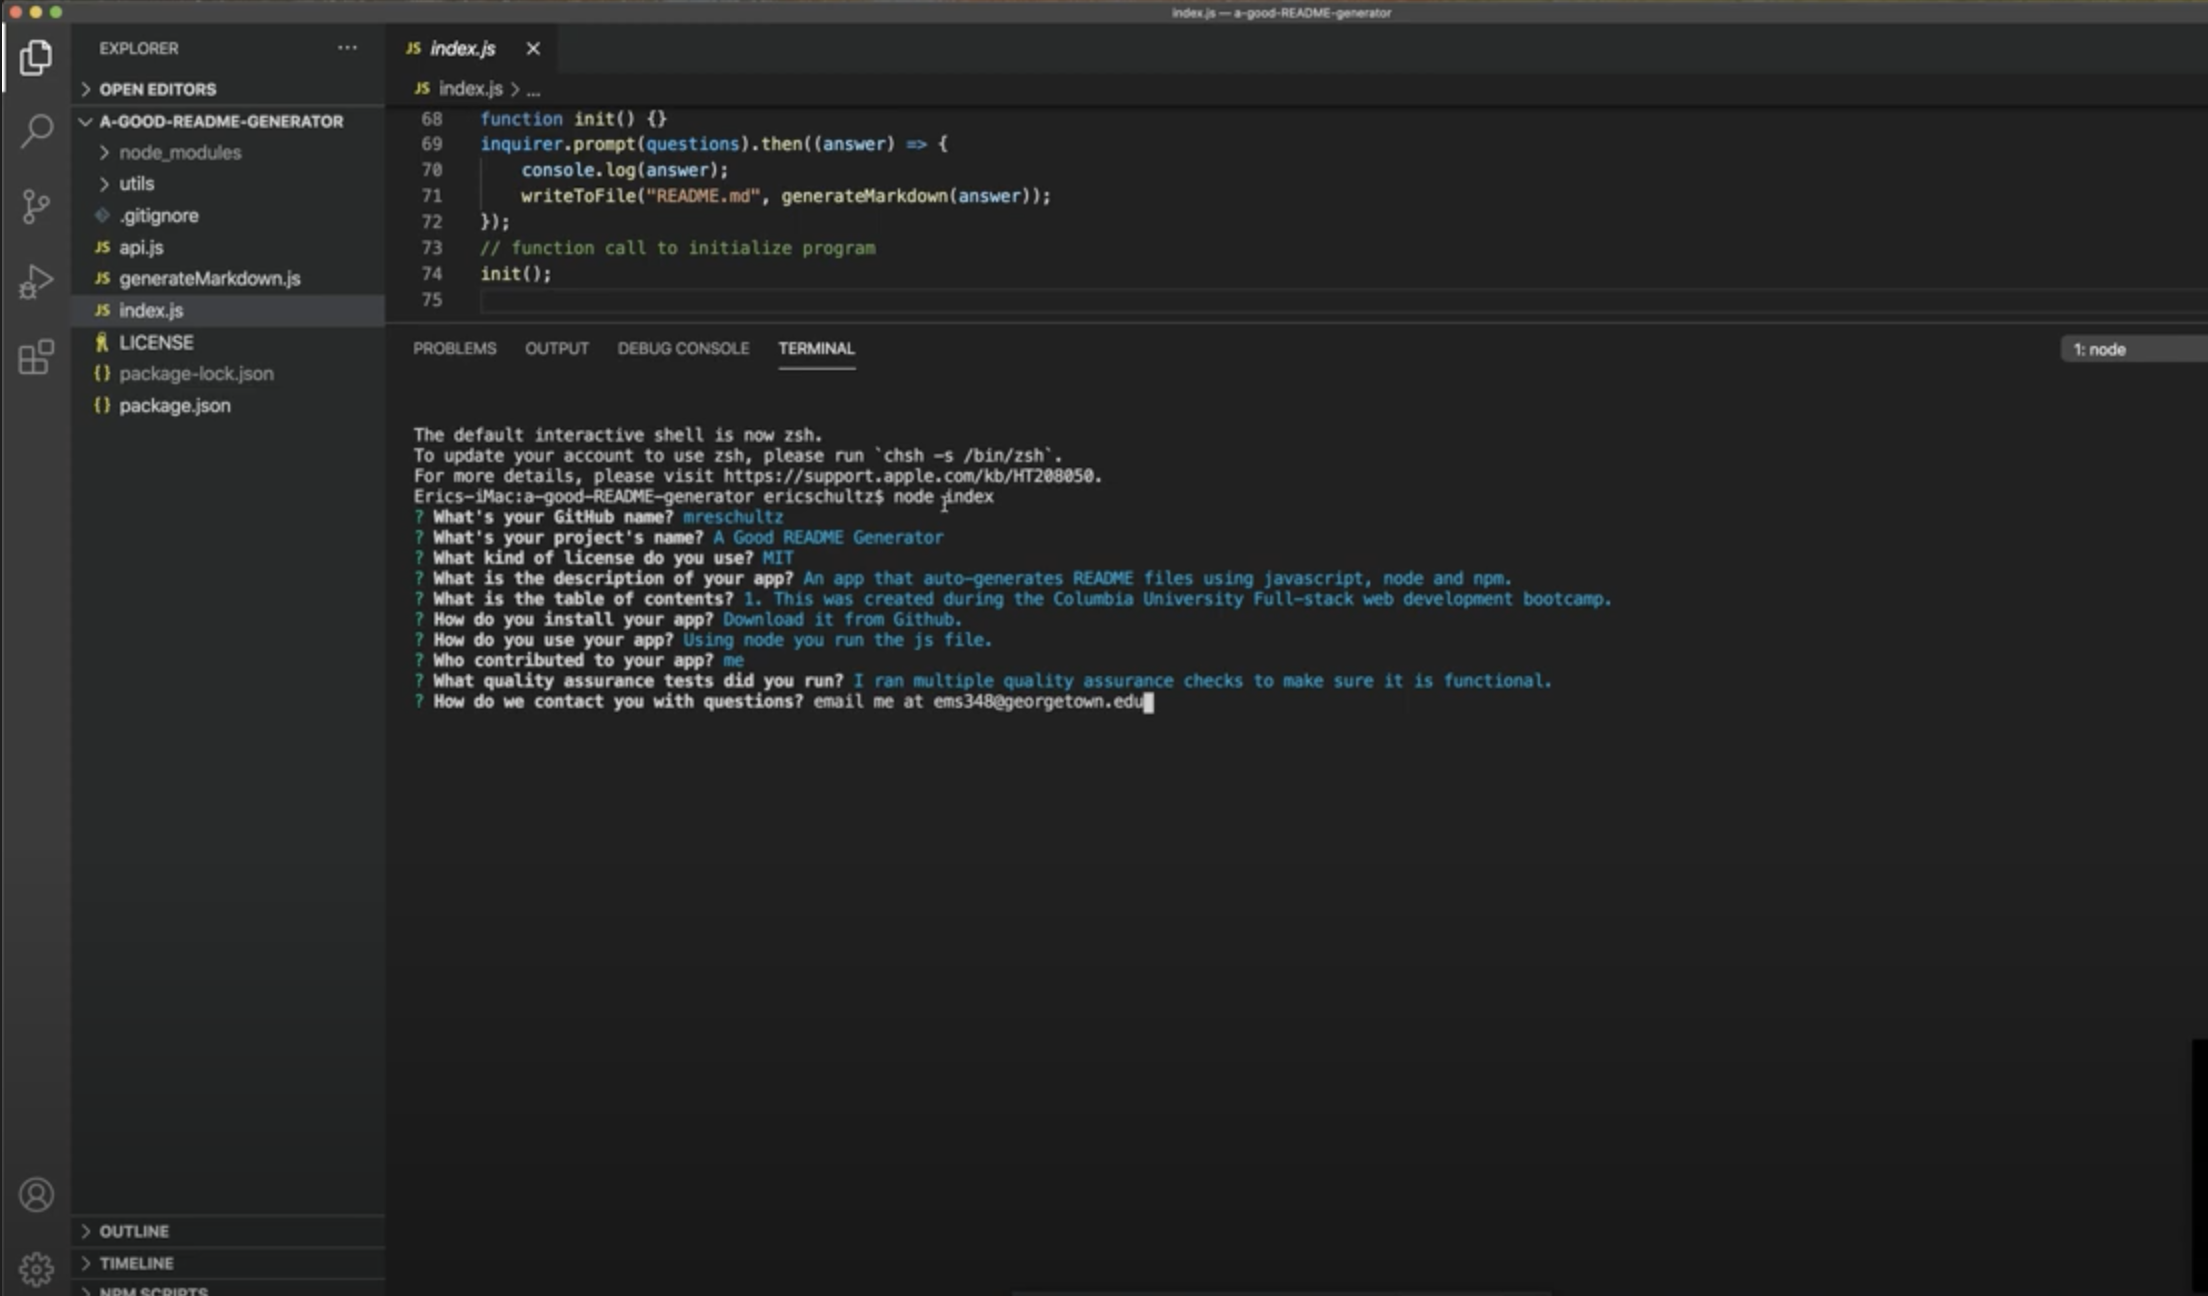 index.js — a-good-README-generator
EXPLORER ···
OPEN EDITORS
A-GOOD-README-GENERATOR
node_modules
utils
.gitignore
JS api.js
JS generateMarkdown.js
JS index.js
LICENSE
{} package-lock.json
{} package.json
OUTLINE
TIMELINE
NPM SCRIPTS
JS index.js ×
JS index.js > ...
68 function init() {}
69 inquirer.prompt(questions).then((answer) => {
70 console.log(answer);
71 writeToFile("README.md", generateMarkdown(answer));
72 });
73 // function call to initialize program
74 init();
75
PROBLEMS OUTPUT DEBUG CONSOLE TERMINAL 1: node
The default interactive shell is now zsh.
To update your account to use zsh, please run `chsh -s /bin/zsh`.
For more details, please visit https://support.apple.com/kb/HT208050.
Erics-iMac:a-good-README-generator ericschultz$ node index
? What's your GitHub name? mreschultz
? What's your project's name? A Good README Generator
? What kind of license do you use? MIT
? What is the description of your app? An app that auto-generates README files using javascript, node and npm.
? What is the table of contents? 1. This was created during the Columbia University Full-stack web development bootcamp.
? How do you install your app? Download it from Github.
? How do you use your app? Using node you run the js file.
? Who contributed to your app? me
? What quality assurance tests did you run? I ran multiple quality assurance checks to make sure it is functional.
? How do we contact you with questions? email me at ems348@georgetown.edu